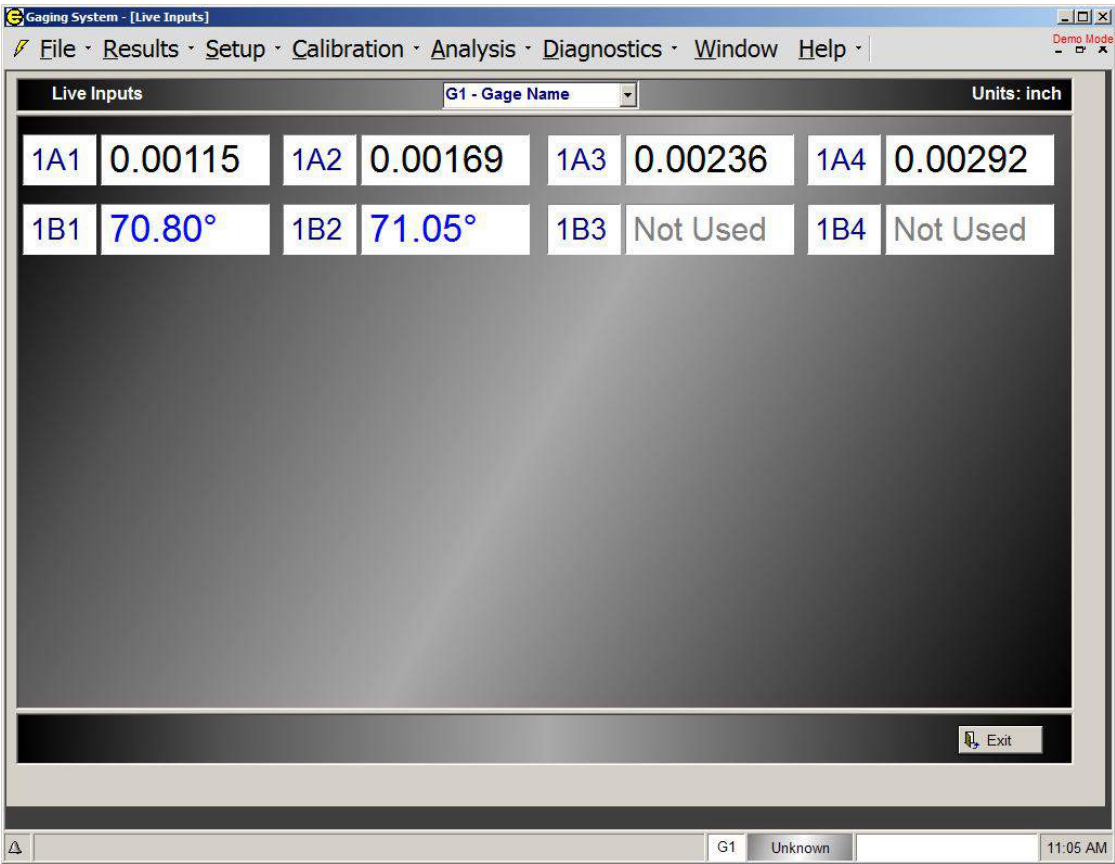 Gaging System - [Live Inputs]
File Results Setup Calibration Analysis Diagnostics Window Help Demo Mode
Live Inputs G1 - Gage Name Units: inch
1A1 0.00115 1A2 0.00169 1A3 0.00236 1A4 0.00292
1B1 70.80° 1B2 71.05° 1B3 Not Used 1B4 Not Used
Exit
G1 Unknown 11:05 AM